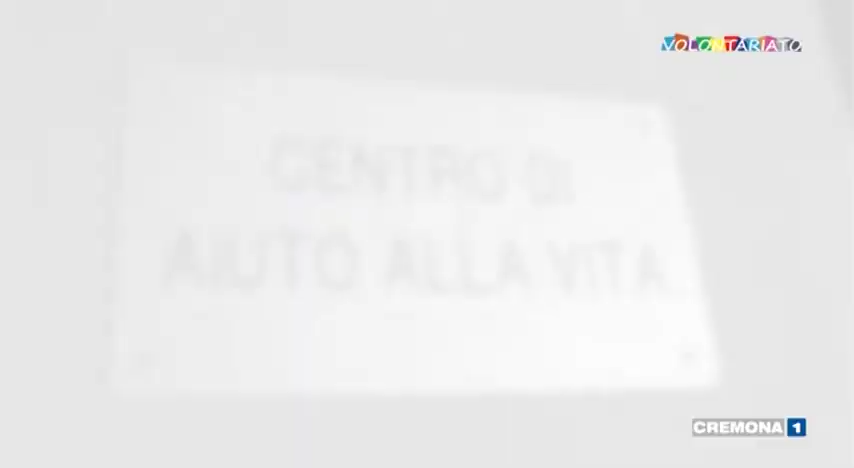 VOLONTARIATO
CENTRO DI
AIUTO ALLA VITA
CREMONA 1